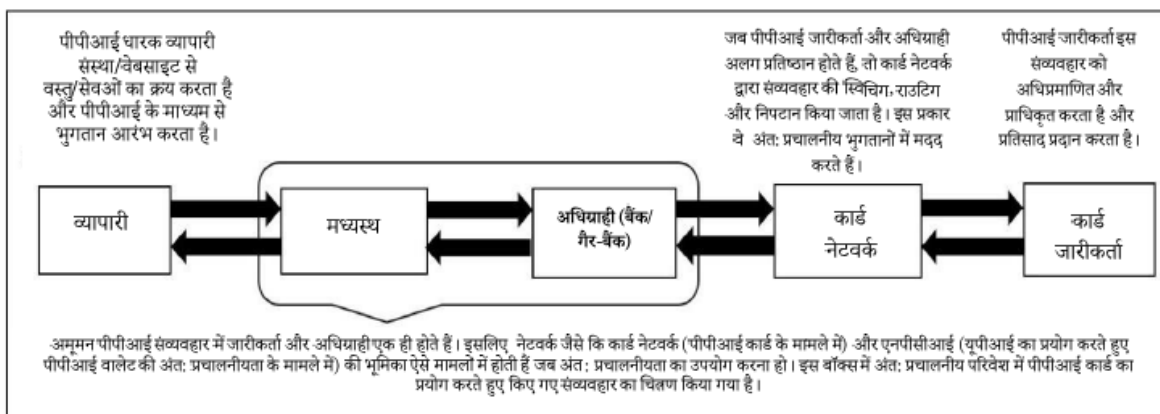 पीपीआई धारक व्यापारी
संस्था/वेबसाइट से
वस्तु/सेवओं का क्रय करता है
और पीपीआई के माध्यम से
भुगतान आरंभ करता है।
जब पीपीआई जारीकर्ता और अधिग्राही
अलग प्रतिष्ठान होते हैं, तो कार्ड नेटवर्क
द्वारा संव्यवहार की स्विचिग, राउटिग
और निपटान किया जाता है। इस प्रकार
वे अंत: प्रचालनीय भुगतानों में मदद
करते हैं।
पीपीआई जारीकर्ता इस
संव्यवहार को
अधिप्रमाणित और
प्राधिकृत करता है और
प्रतिसाद प्रदान करता है।
व्यापारी
मध्यस्थ
अधिग्राही (बैंक/
गैर-बैंक)
कार्ड
नेटवर्क
कार्ड
जारीकर्ता
अमूमन पीपीआई संव्यवहार में जारीकर्ता और अधिग्राही एक ही होते हैं। इसलिए नेटवर्क जैसे कि कार्ड नेटवर्क (पीपीआई कार्ड के मामले में) और एनपीसीआई (यूपीआई का प्रयोग करते हुए
पीपीआई वालेट की अंत: प्रचालनीयता के मामले में) की भूमिका ऐसे मामलों में होती हैं जब अंत: प्रचालनीयता का उपयोग करना हो। इस बॉक्स में अंत: प्रचालनीय परिवेश में पीपीआई कार्ड का
प्रयोग करते हुए किए गए संव्यवहार का चित्रण किया गया है।